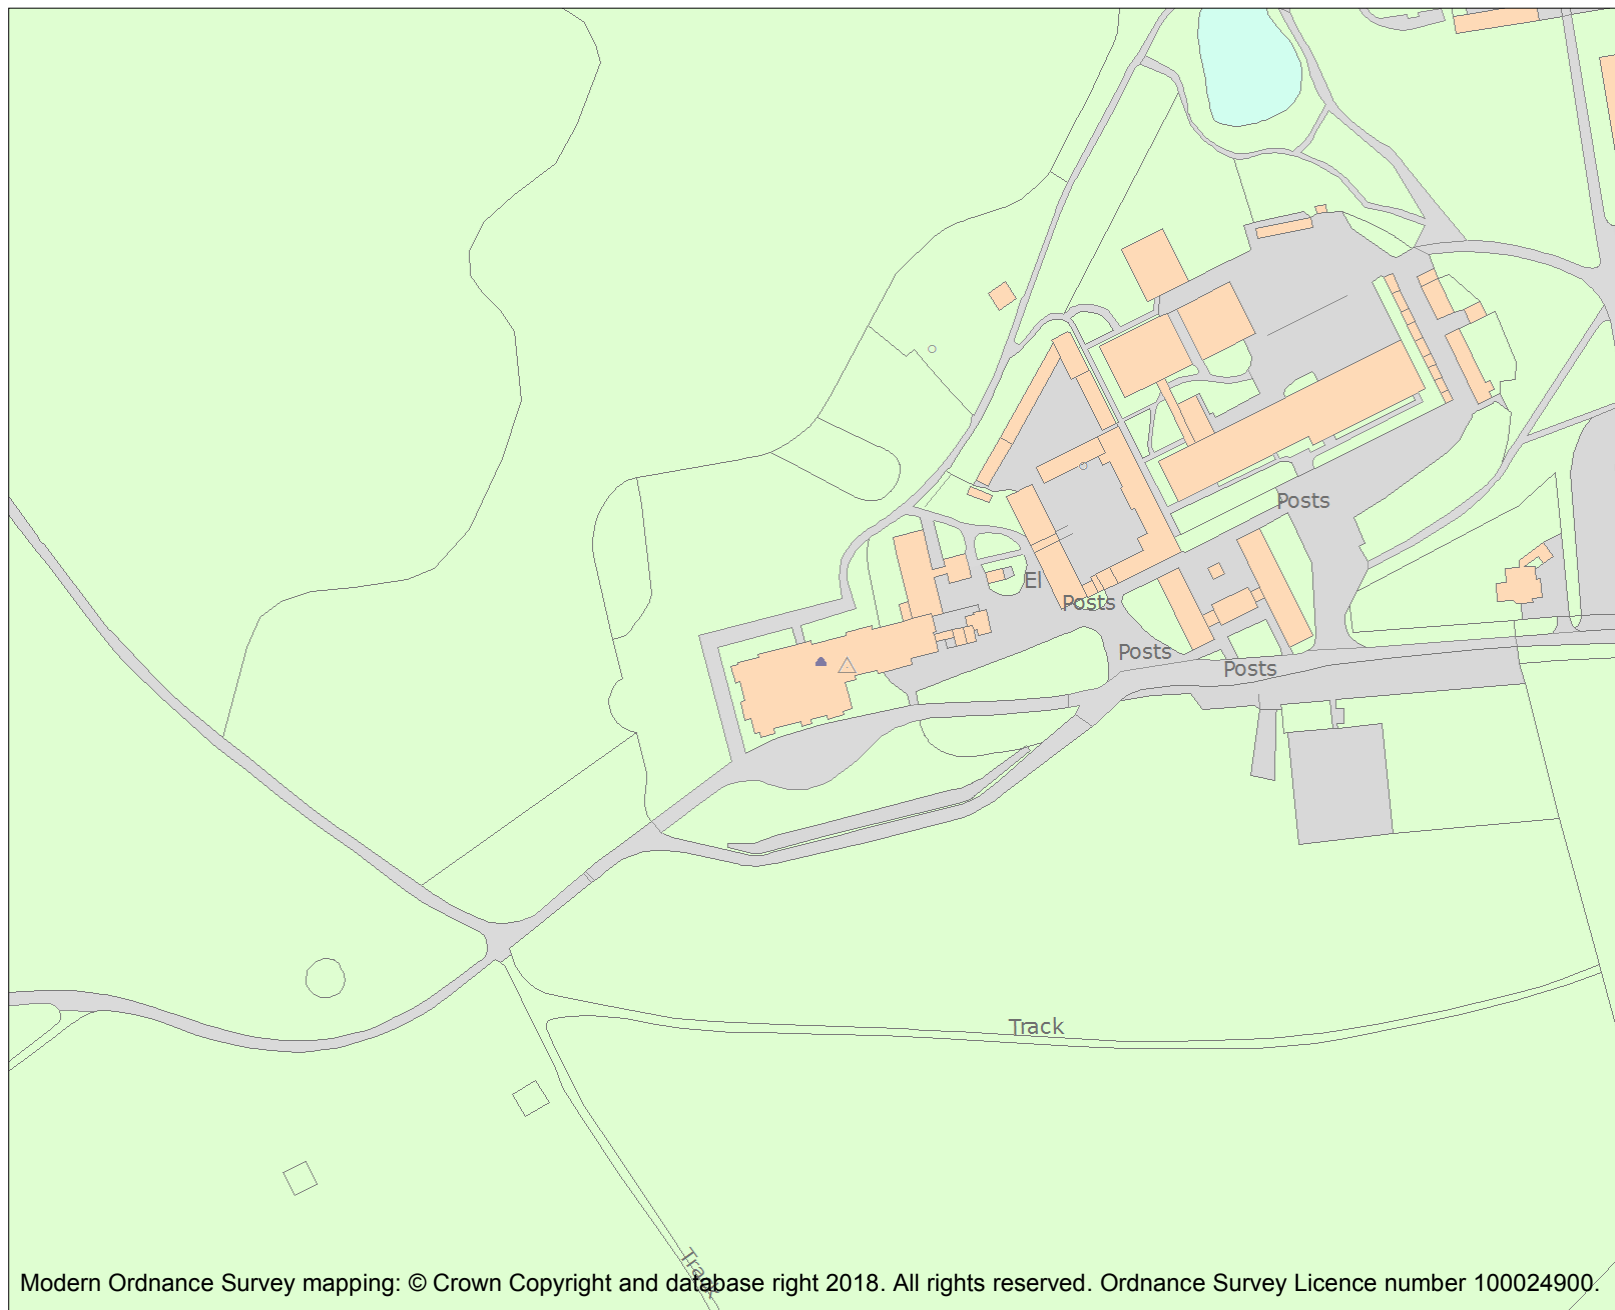 Posts
El
Posts
Posts
Posts
Track
Track
Modern Ordnance Survey mapping: © Crown Copyright and database right 2018. All rights reserved. Ordnance Survey Licence number 100024900.